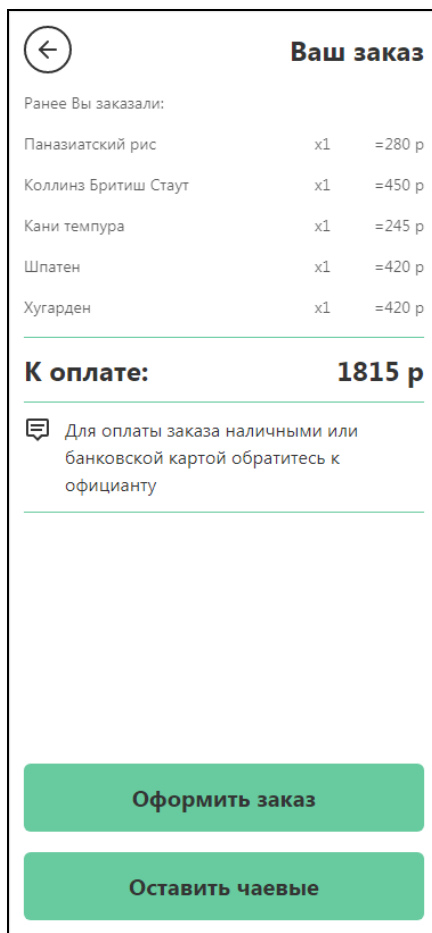 Ваш заказ
Ранее Вы заказали:
Паназиатский рис x1 =280 р
Коллинз Бритиш Стаут x1 =450 р
Кани темпура x1 =245 р
Шпатен x1 =420 р
Хугарден x1 =420 р
К оплате: 1815 р
Для оплаты заказа наличными или
банковской картой обратитесь к
официанту
Оформить заказ
Оставить чаевые